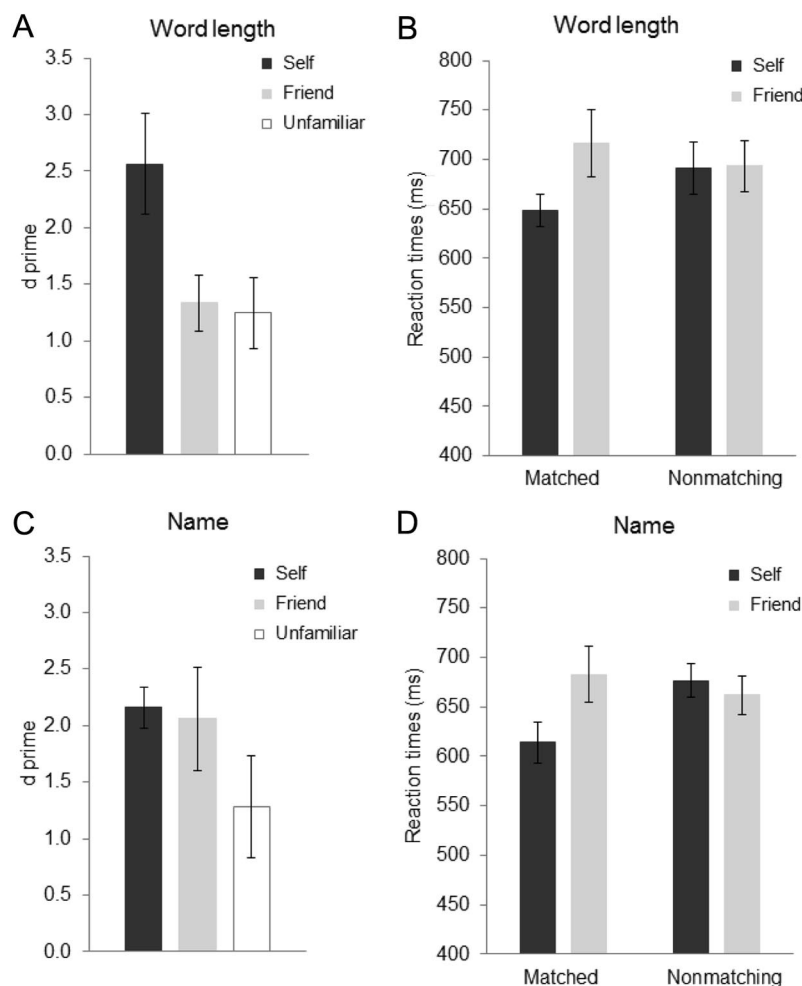 A
Word length
3.5
3.0
2.5
2.0
1.5
1.0
0.5
0.0
d prime
Self
Friend
Unfamiliar
B
Word length
800
750
700
650
600
550
500
450
400
Reaction times (ms)
Self
Friend
Matched
Nonmatching
C
Name
3.5
3.0
2.5
2.0
1.5
1.0
0.5
0.0
d prime
Self
Friend
Unfamiliar
D
Name
800
750
700
650
600
550
500
450
400
Reaction times (ms)
Self
Friend
Matched
Nonmatching